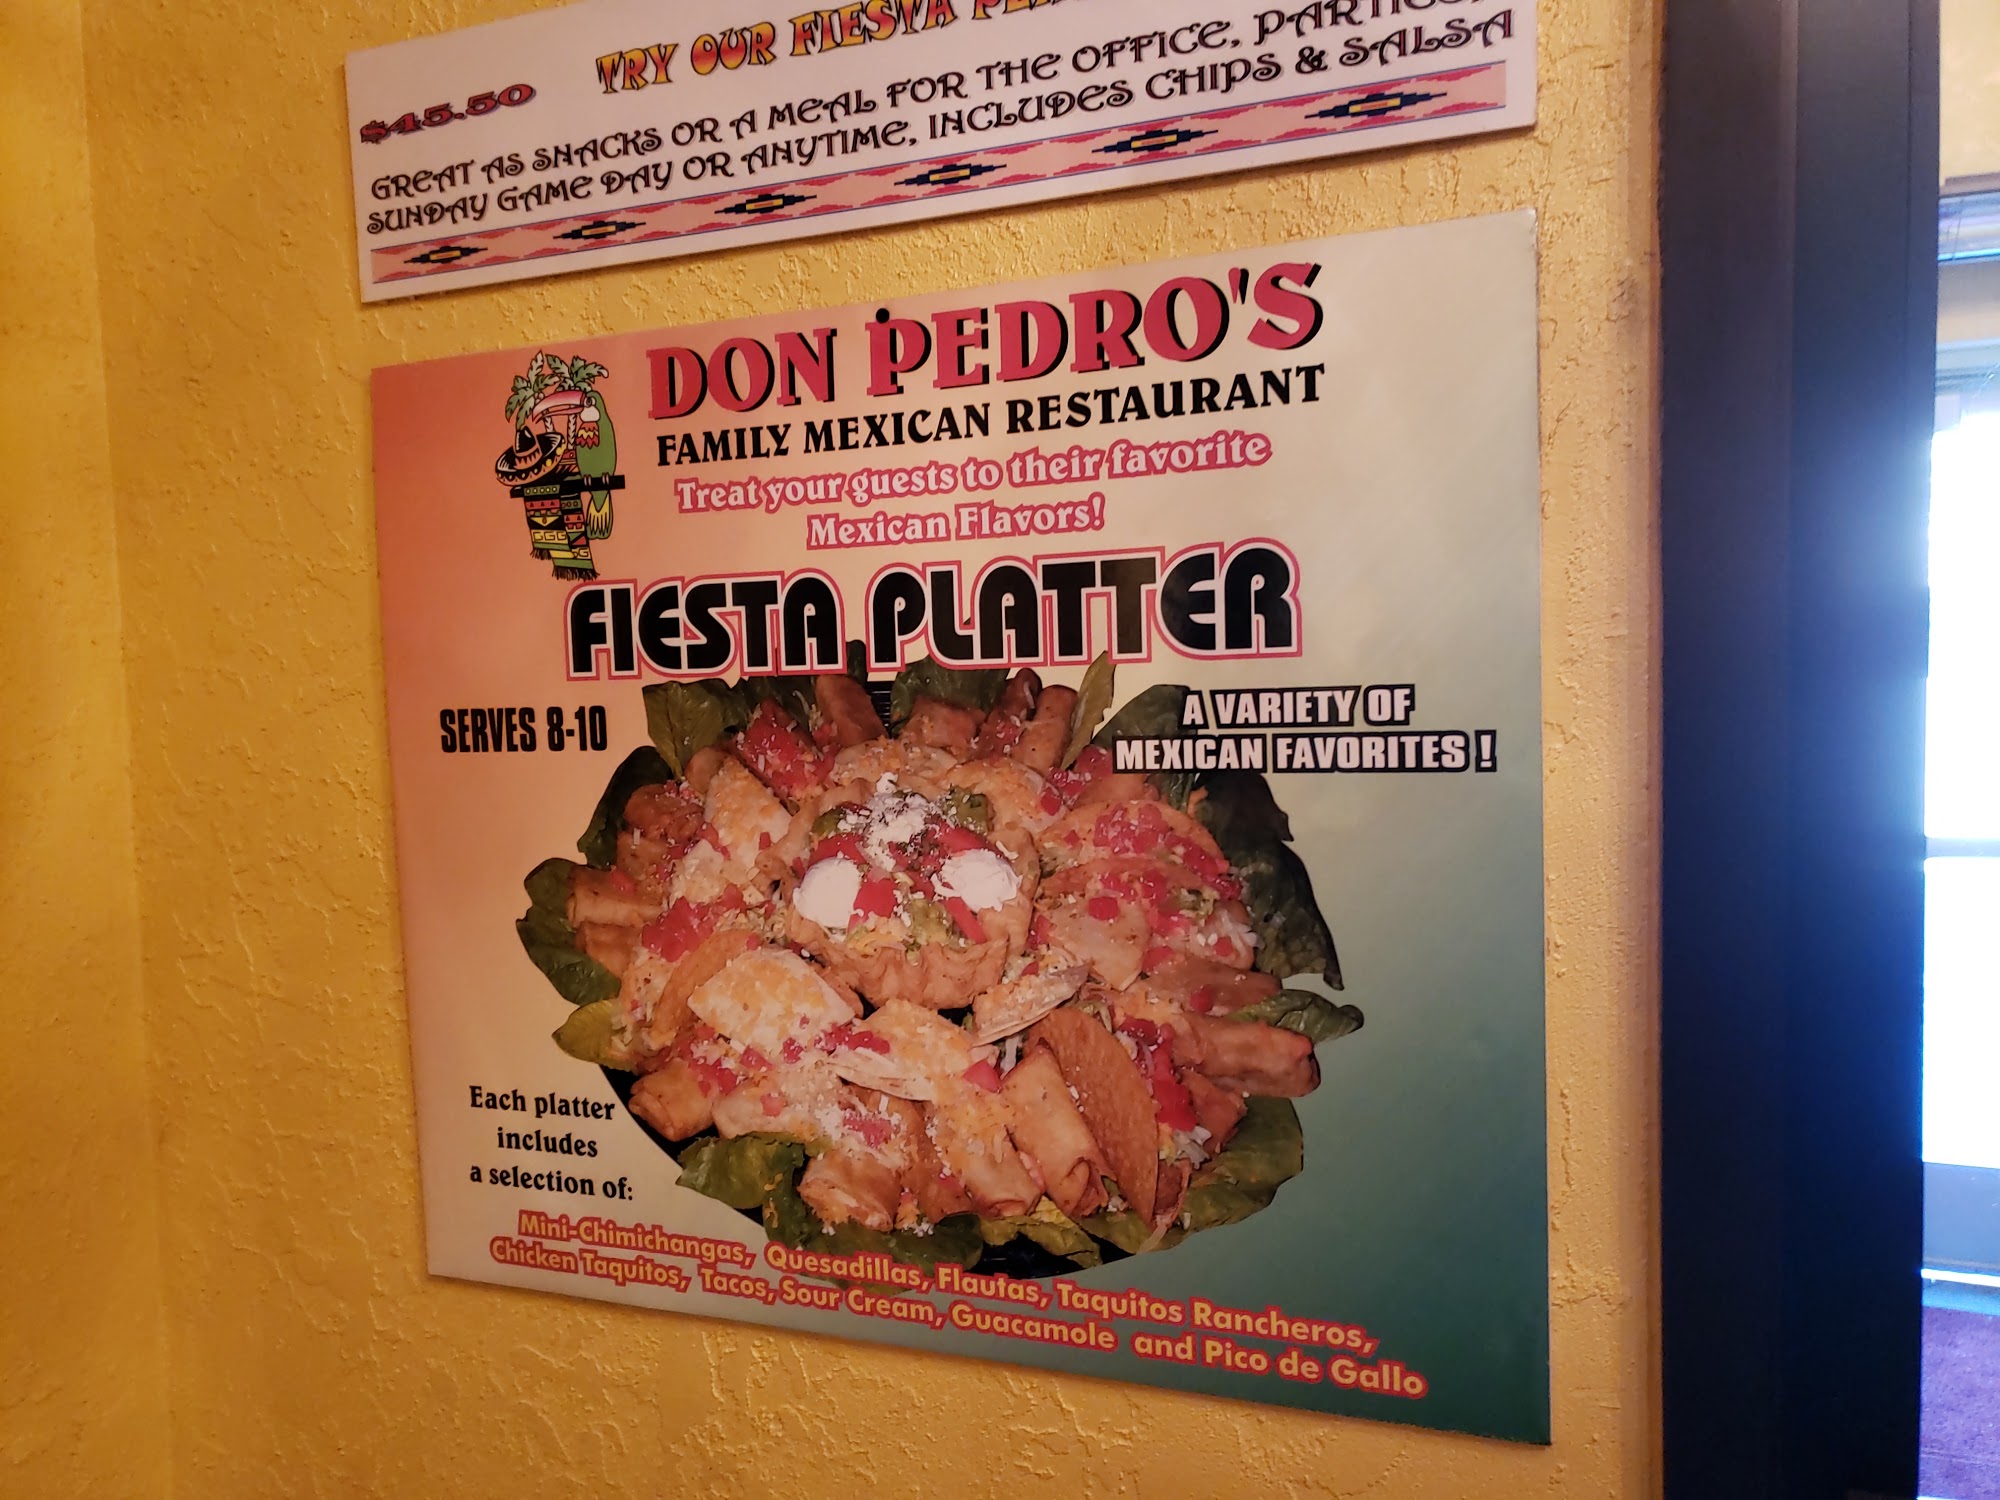 TRY OUR FIESTA
$45.50
GREAT AS SNACKS OR A MEAL FOR THE OFFICE,
SUNDAY GAME DAY OR ANYTIME, INCLUDES CHIPS & SALSA
DON PEDRO'S
FAMILY MEXICAN RESTAURANT
Treat your guests to their favorite
Mexican Flavors!
FIESTA PLATTER
SERVES 8-10
A VARIETY OF
MEXICAN FAVORITES !
Each platter
includes
a selection of:
Mini-Chimichangas, Quesadillas, Flautas, Taquitos Rancheros,
Chicken Taquitos, Tacos, Sour Cream, Guacamole and Pico de Gallo